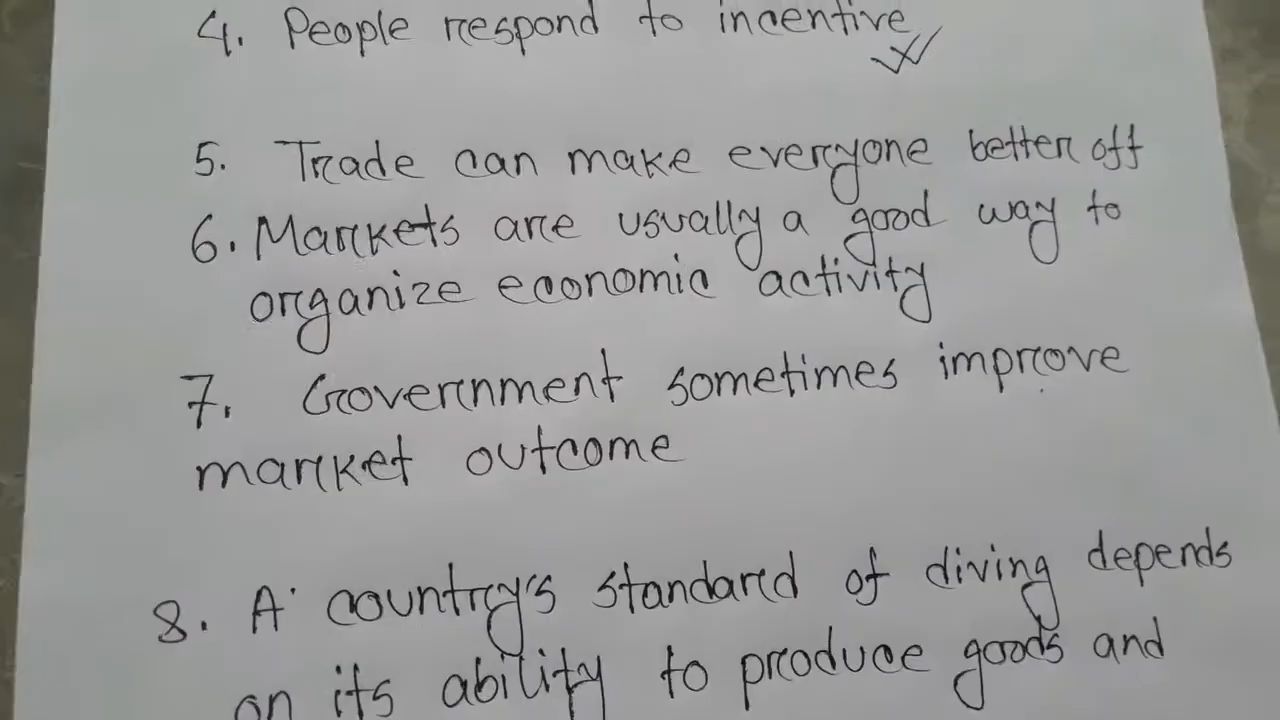 4. People respond to incentive
5. Trade can make everyone better off
6. Markets are usually a good way to
organize economic activity
7. Government sometimes improve
market outcome
8. A country's standard of diving depends
on its ability to produce goods and